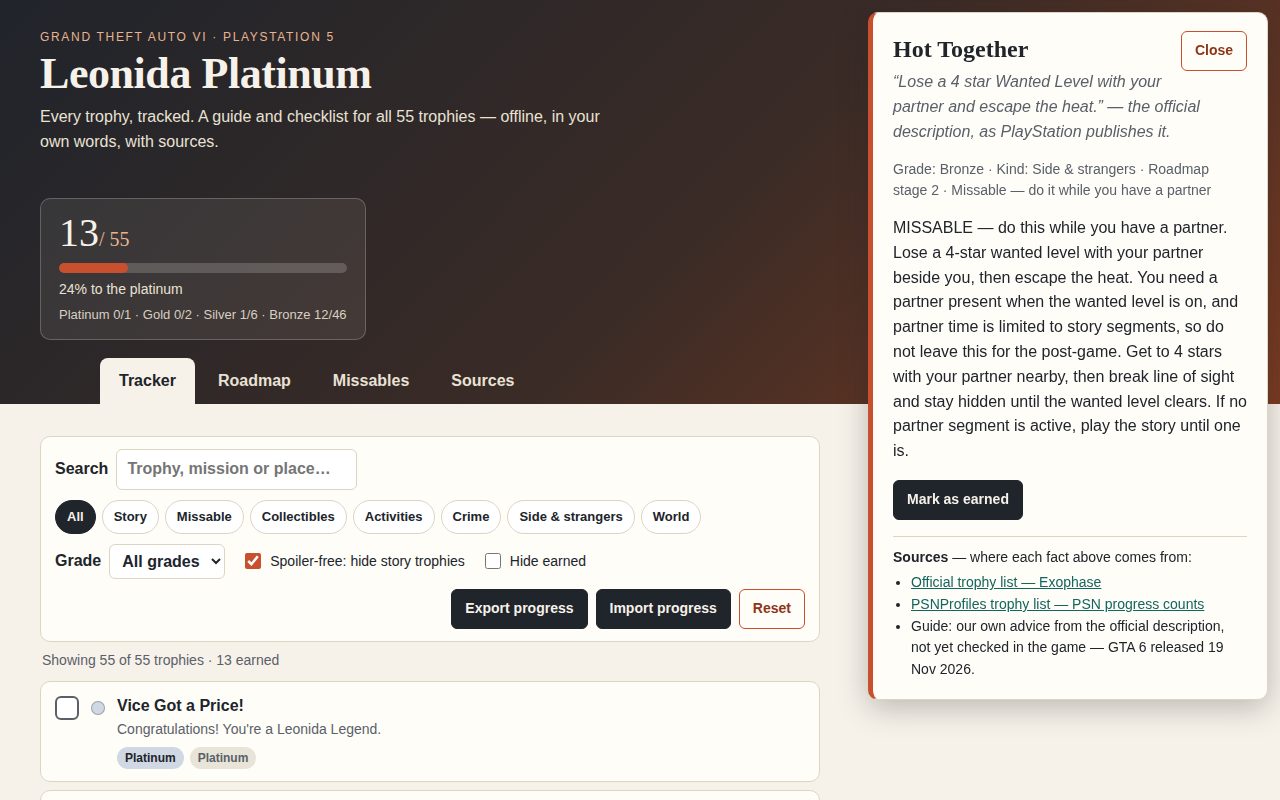 GRAND THEFT AUTO VI · PLAYSTATION 5
Leonida Platinum
Every trophy, tracked. A guide and checklist for all 55 trophies — offline, in your
own words, with sources.
13/ 55
24% to the platinum
Platinum 0/1 · Gold 0/2 · Silver 1/6 · Bronze 12/46
Tracker
Roadmap
Missables
Sources
Search
Trophy, mission or place…
All
Story
Missable
Collectibles
Activities
Crime
Side & strangers
World
Grade
All grades
Spoiler-free: hide story trophies
Hide earned
Export progress
Import progress
Reset
Showing 55 of 55 trophies · 13 earned
Vice Got a Price!
Congratulations! You're a Leonida Legend.
Platinum
Platinum
Hot Together
Close
“Lose a 4 star Wanted Level with your
partner and escape the heat.” — the official
description, as PlayStation publishes it.
Grade: Bronze · Kind: Side & strangers · Roadmap
stage 2 · Missable — do it while you have a partner
MISSABLE — do this while you have a partner.
Lose a 4-star wanted level with your partner
beside you, then escape the heat. You need a
partner present when the wanted level is on, and
partner time is limited to story segments, so do
not leave this for the post-game. Get to 4 stars
with your partner nearby, then break line of sight
and stay hidden until the wanted level clears. If no
partner segment is active, play the story until one
is.
Mark as earned
Sources — where each fact above comes from:
Official trophy list — Exophase
PSNProfiles trophy list — PSN progress counts
Guide: our own advice from the official description,
not yet checked in the game — GTA 6 released 19
Nov 2026.